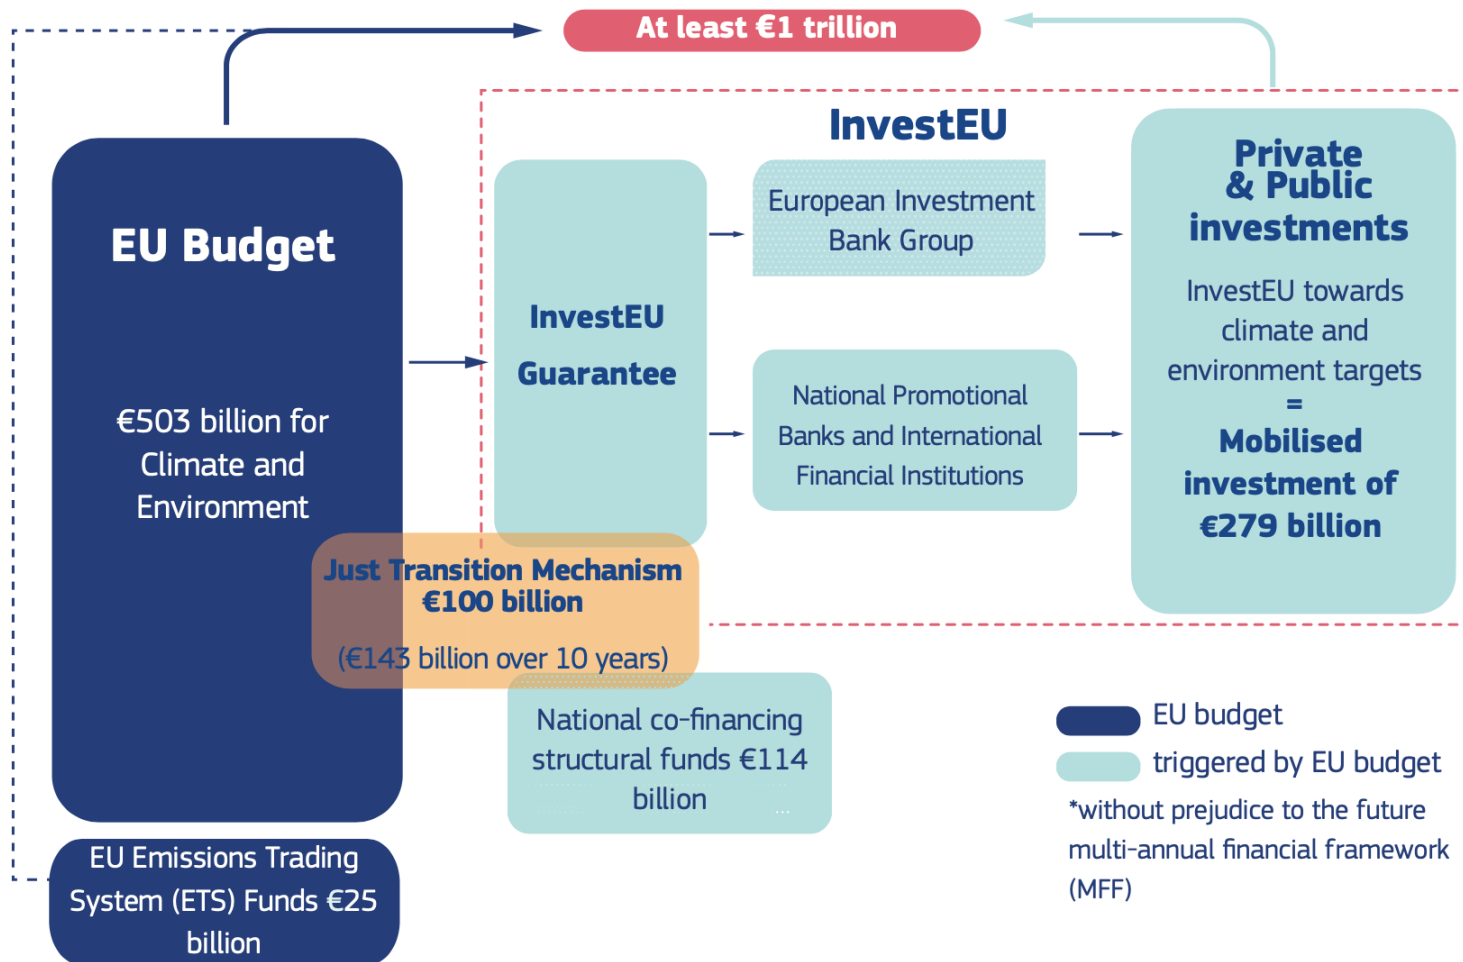 At least €1 trillion
InvestEU
EU Budget
€503 billion for
Climate and
Environment
InvestEU
Guarantee
European Investment
Bank Group
National Promotional
Banks and International
Financial Institutions
Private
& Public
investments
InvestEU towards
climate and
environment targets
=
Mobilised
investment of
€279 billion
Just Transition Mechanism
€100 billion
(€143 billion over 10 years)
National co-financing
structural funds €114
billion
...
EU Emissions Trading
System (ETS) Funds €25
billion
EU budget
triggered by EU budget
*without prejudice to the future
multi-annual financial framework
(MFF)